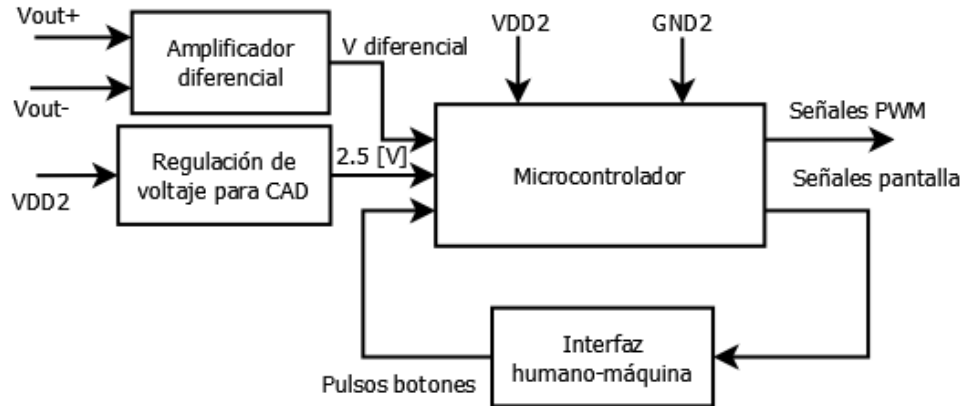 Vout+
Vout-
Amplificador
diferencial
V diferencial
VDD2
GND2
VDD2
Regulación de
voltaje para CAD
2.5 [V]
Microcontrolador
Señales PWM
Señales pantalla
Interfaz
humano-máquina
Pulsos botones